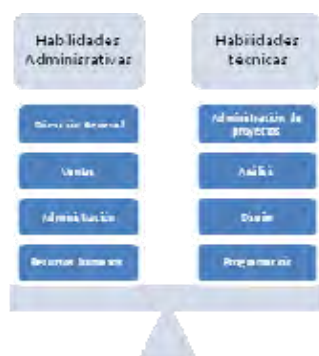 Habilidades
Administrativas
Dirección General
Ventas
Administración
Recursos humanos
Habilidades
técnicas
Administración de
proyectos
Análisis
Diseño
Programación